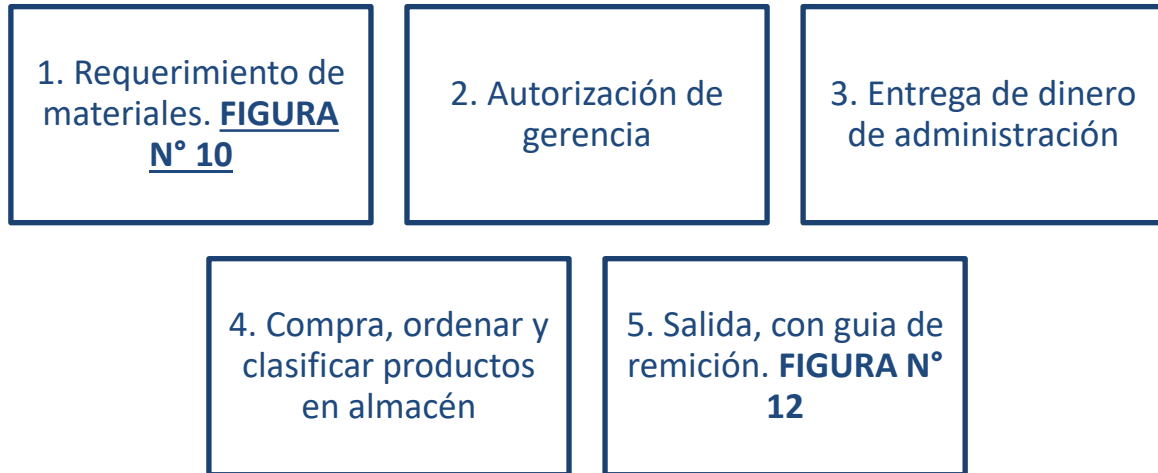 1. Requerimiento de
materiales. FIGURA
N° 10
2. Autorización de
gerencia
3. Entrega de dinero
de administración
4. Compra, ordenar y
clasificar productos
en almacén
5. Salida, con guia de
remición. FIGURA N°
12